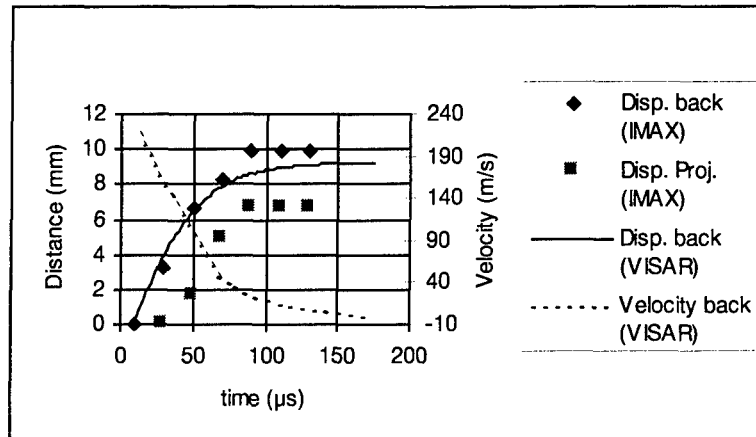 12
10
8
6
4
2
0
Distance (mm)
0
50
100
150
200
time (µs)
240
190
140
90
40
-10
Velocity (m/s)
Disp. back
(IMAX)
Disp. Proj.
(IMAX)
Disp. back
(VISAR)
Velocity back
(VISAR)